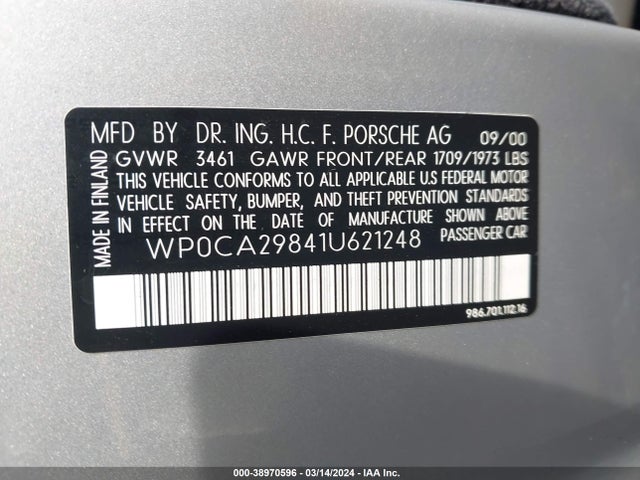 MFD BY DR. ING. H.C. F. PORSCHE AG 09/00
GVWR 3461 GAWR FRONT/REAR 1709/1973 LBS
THIS VEHICLE CONFORMS TO ALL APPLICABLE U.S FEDERAL MOTOR
VEHICLE SAFETY, BUMPER, AND THEFT PREVENTION STANDARDS
IN EFFECT ON THE DATE OF MANUFACTURE SHOWN ABOVE
WP0CA29841U621248 PASSENGER CAR
MADE IN FINLAND
986.701.112.16
000-38970596 - 03/14/2024 - IAA Inc.